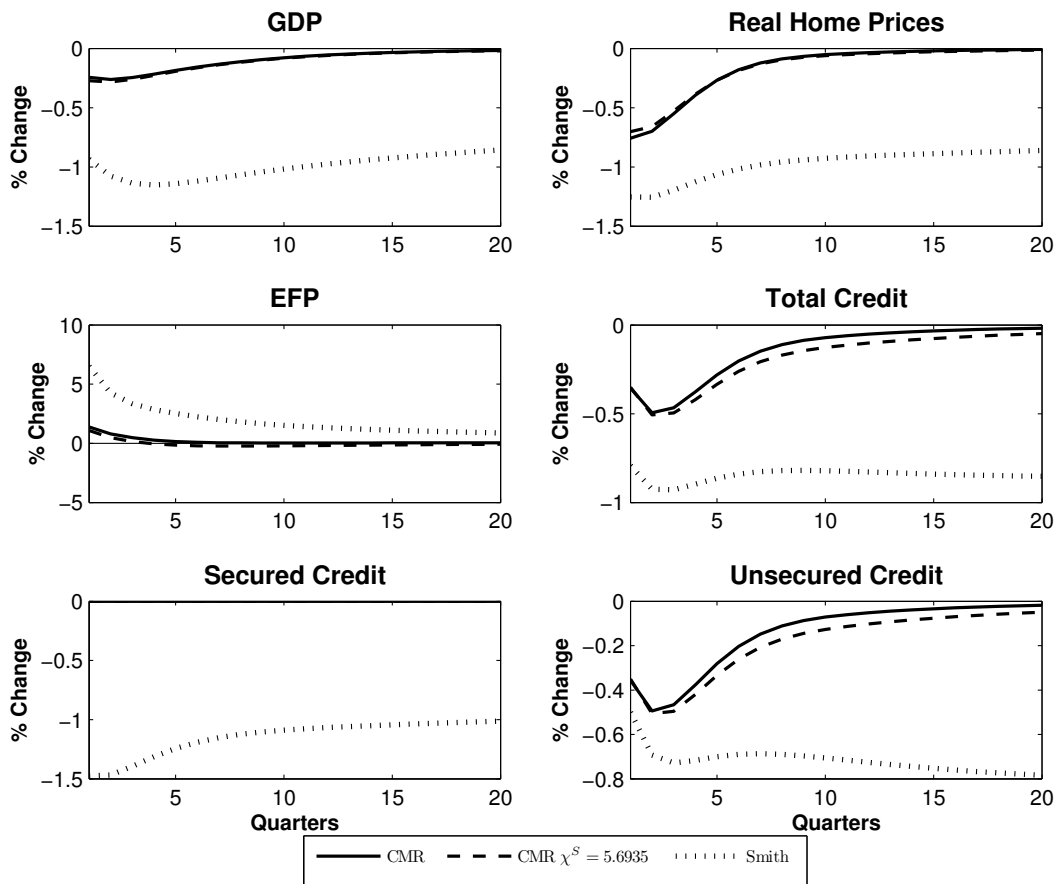 GDP
% Change
0
−0.5
−1
−1.5
5 10 15 20
Real Home Prices
% Change
0
−0.5
−1
−1.5
5 10 15 20
EFP
% Change
10
5
0
−5
5 10 15 20
Total Credit
% Change
0
−0.5
−1
5 10 15 20
Secured Credit
% Change
0
−0.5
−1
−1.5
5 10 15 20
Quarters
Unsecured Credit
% Change
0
−0.2
−0.4
−0.6
−0.8
5 10 15 20
Quarters
CMR CMR χ^S = 5.6935 Smith